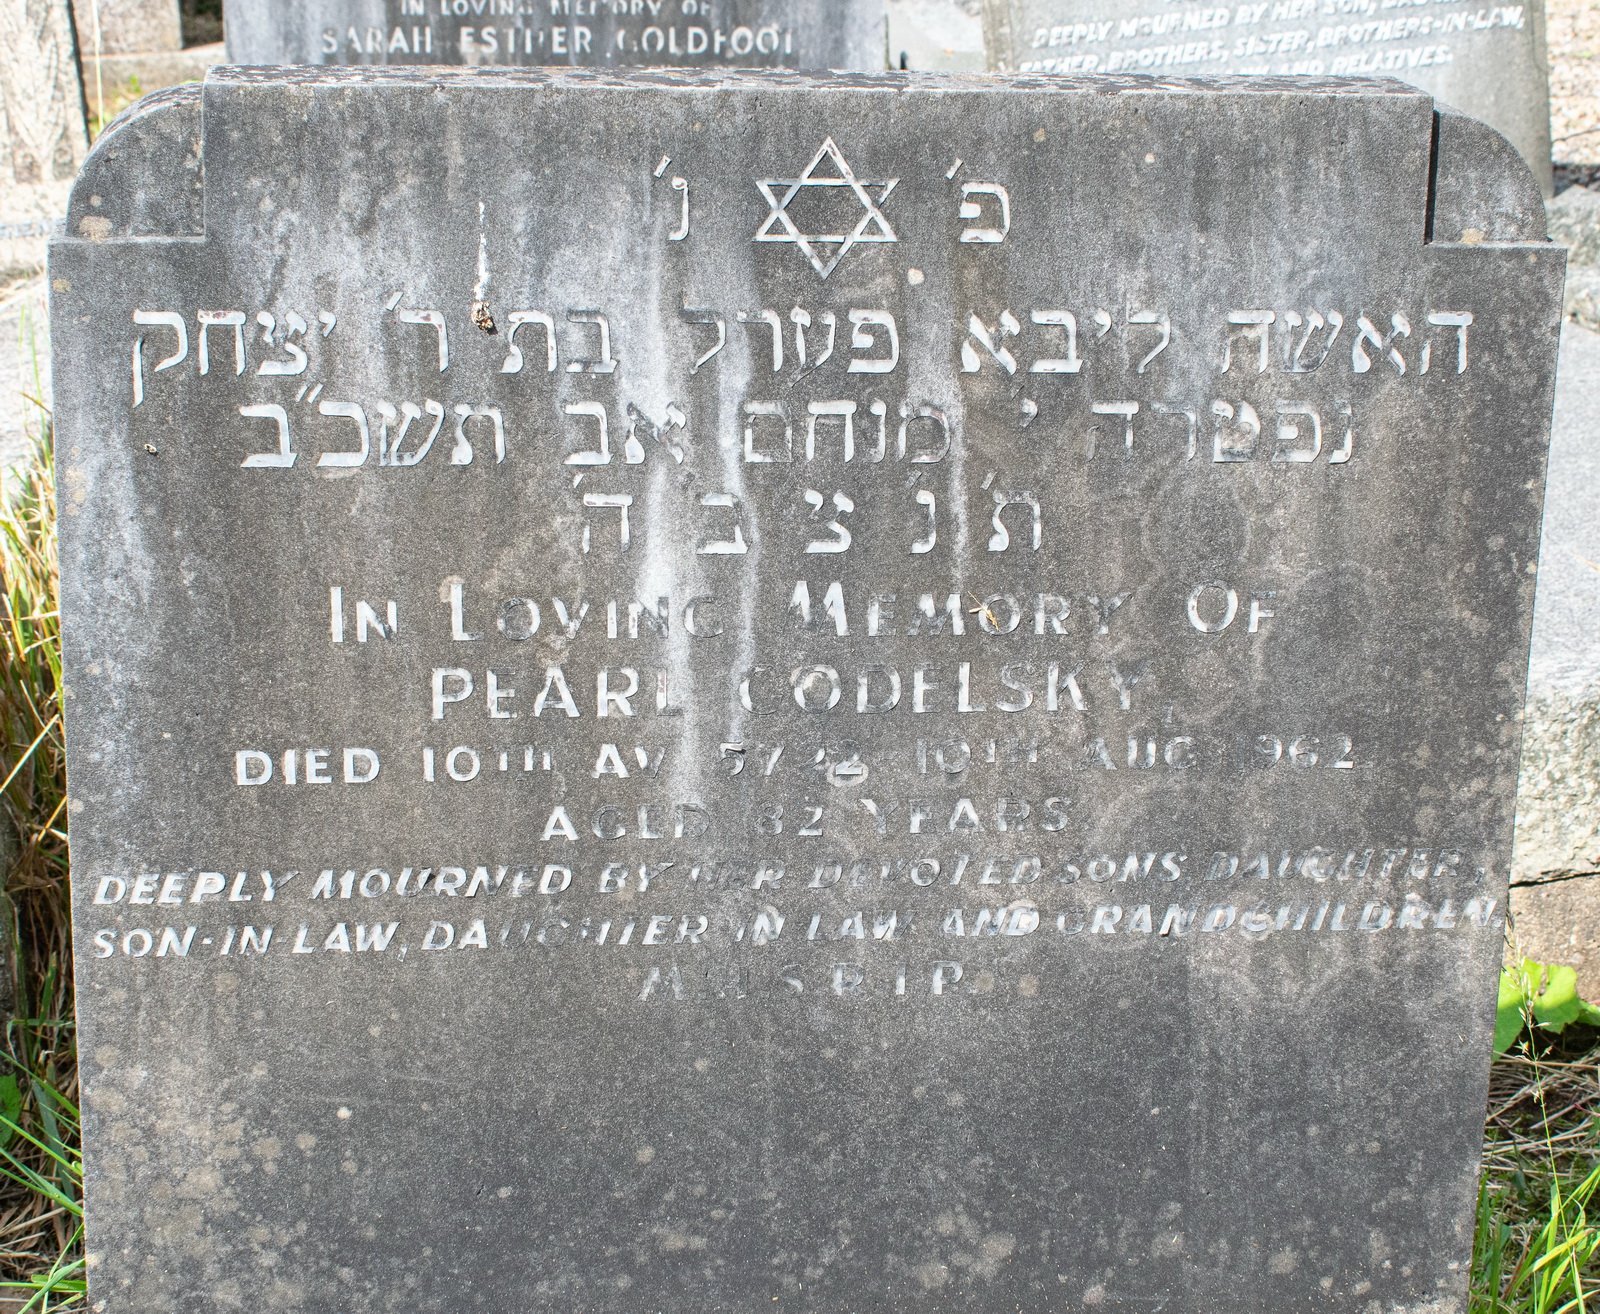 IN LOVING MEMORY OF
SARAH ESTHER GOLDFOOT
DEEPLY MOURNED BY HER SON,
FATHER, BROTHERS, SISTER, BROTHERS-IN-LAW,
AND RELATIVES.
פ' נ'
האשה ליבא פערל בת ר' יצחק
נפטרה י' מנחם אב תשכ"ב
ת' נ' צ' ב' ה'
IN LOVING MEMORY OF
PEARL CODELSKY,
DIED 10TH AV 5722 - 10TH AUG 1962.
AGED 82 YEARS.
DEEPLY MOURNED BY HER DEVOTED SONS, DAUGHTER,
SON-IN-LAW, DAUGHTER IN LAW AND GRANDCHILDREN.
M.H.S.R.I.P.